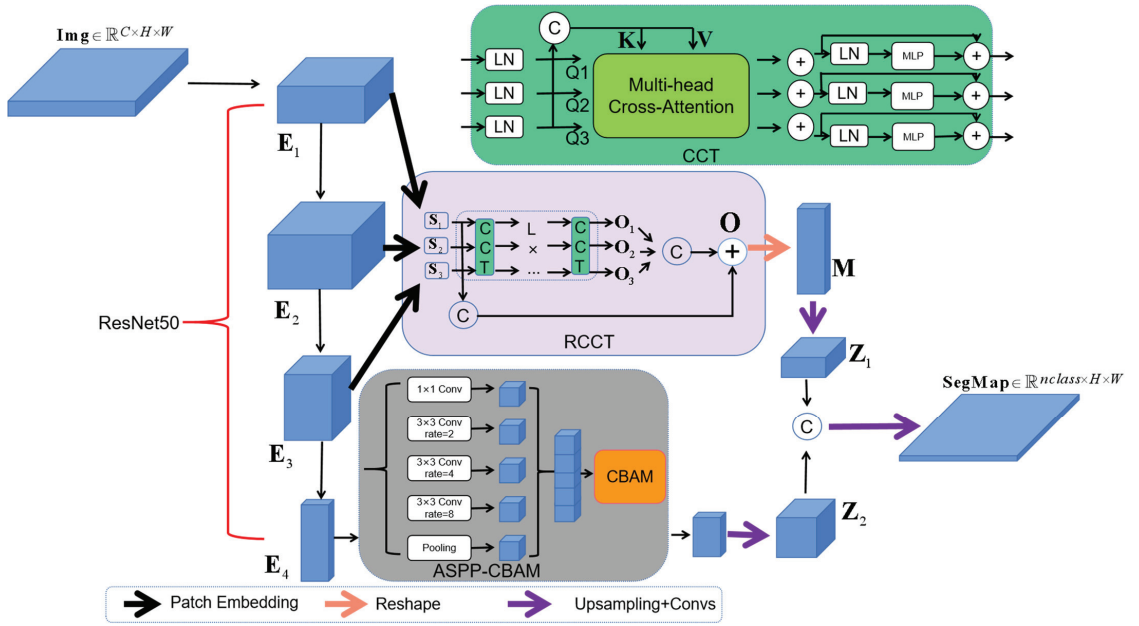 Img ∈ ℝ^{C×H×W}
E₁
E₂
E₃
E₄
ResNet50
LN
LN
LN
C
Q1
Q2
Q3
K
V
Multi-head
Cross-Attention
+
LN
MLP
+
+
LN
MLP
+
+
LN
MLP
+
CCT
S₁
S₂
S₃
C
C
T
L
×
...
C
C
T
O₁
O₂
O₃
C
O
+
C
RCCT
M
Z₁
C
SegMap ∈ ℝ^{nclass×H×W}
Z₂
1×1 Conv
3×3 Conv
rate=2
3×3 Conv
rate=4
3×3 Conv
rate=8
Pooling
CBAM
ASPP-CBAM
Patch Embedding
Reshape
Upsampling+Convs